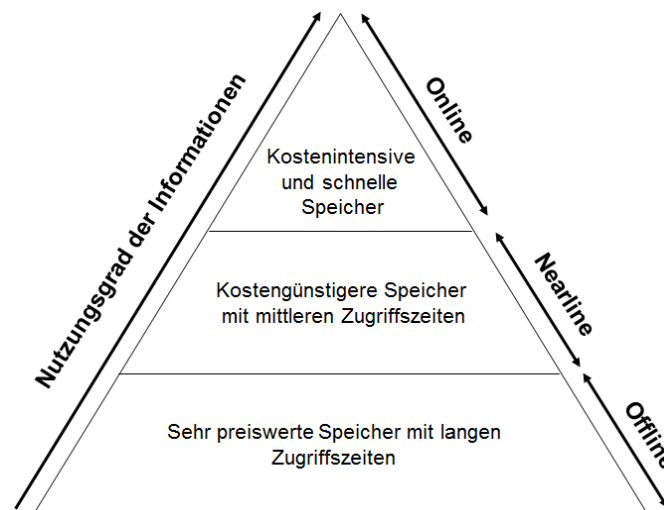 Nutzungsgrad der Informationen
Online
Kostenintensive
und schnelle
Speicher
Nearline
Kostengünstigere Speicher
mit mittleren Zugriffszeiten
Offline
Sehr preiswerte Speicher mit langen
Zugriffszeiten